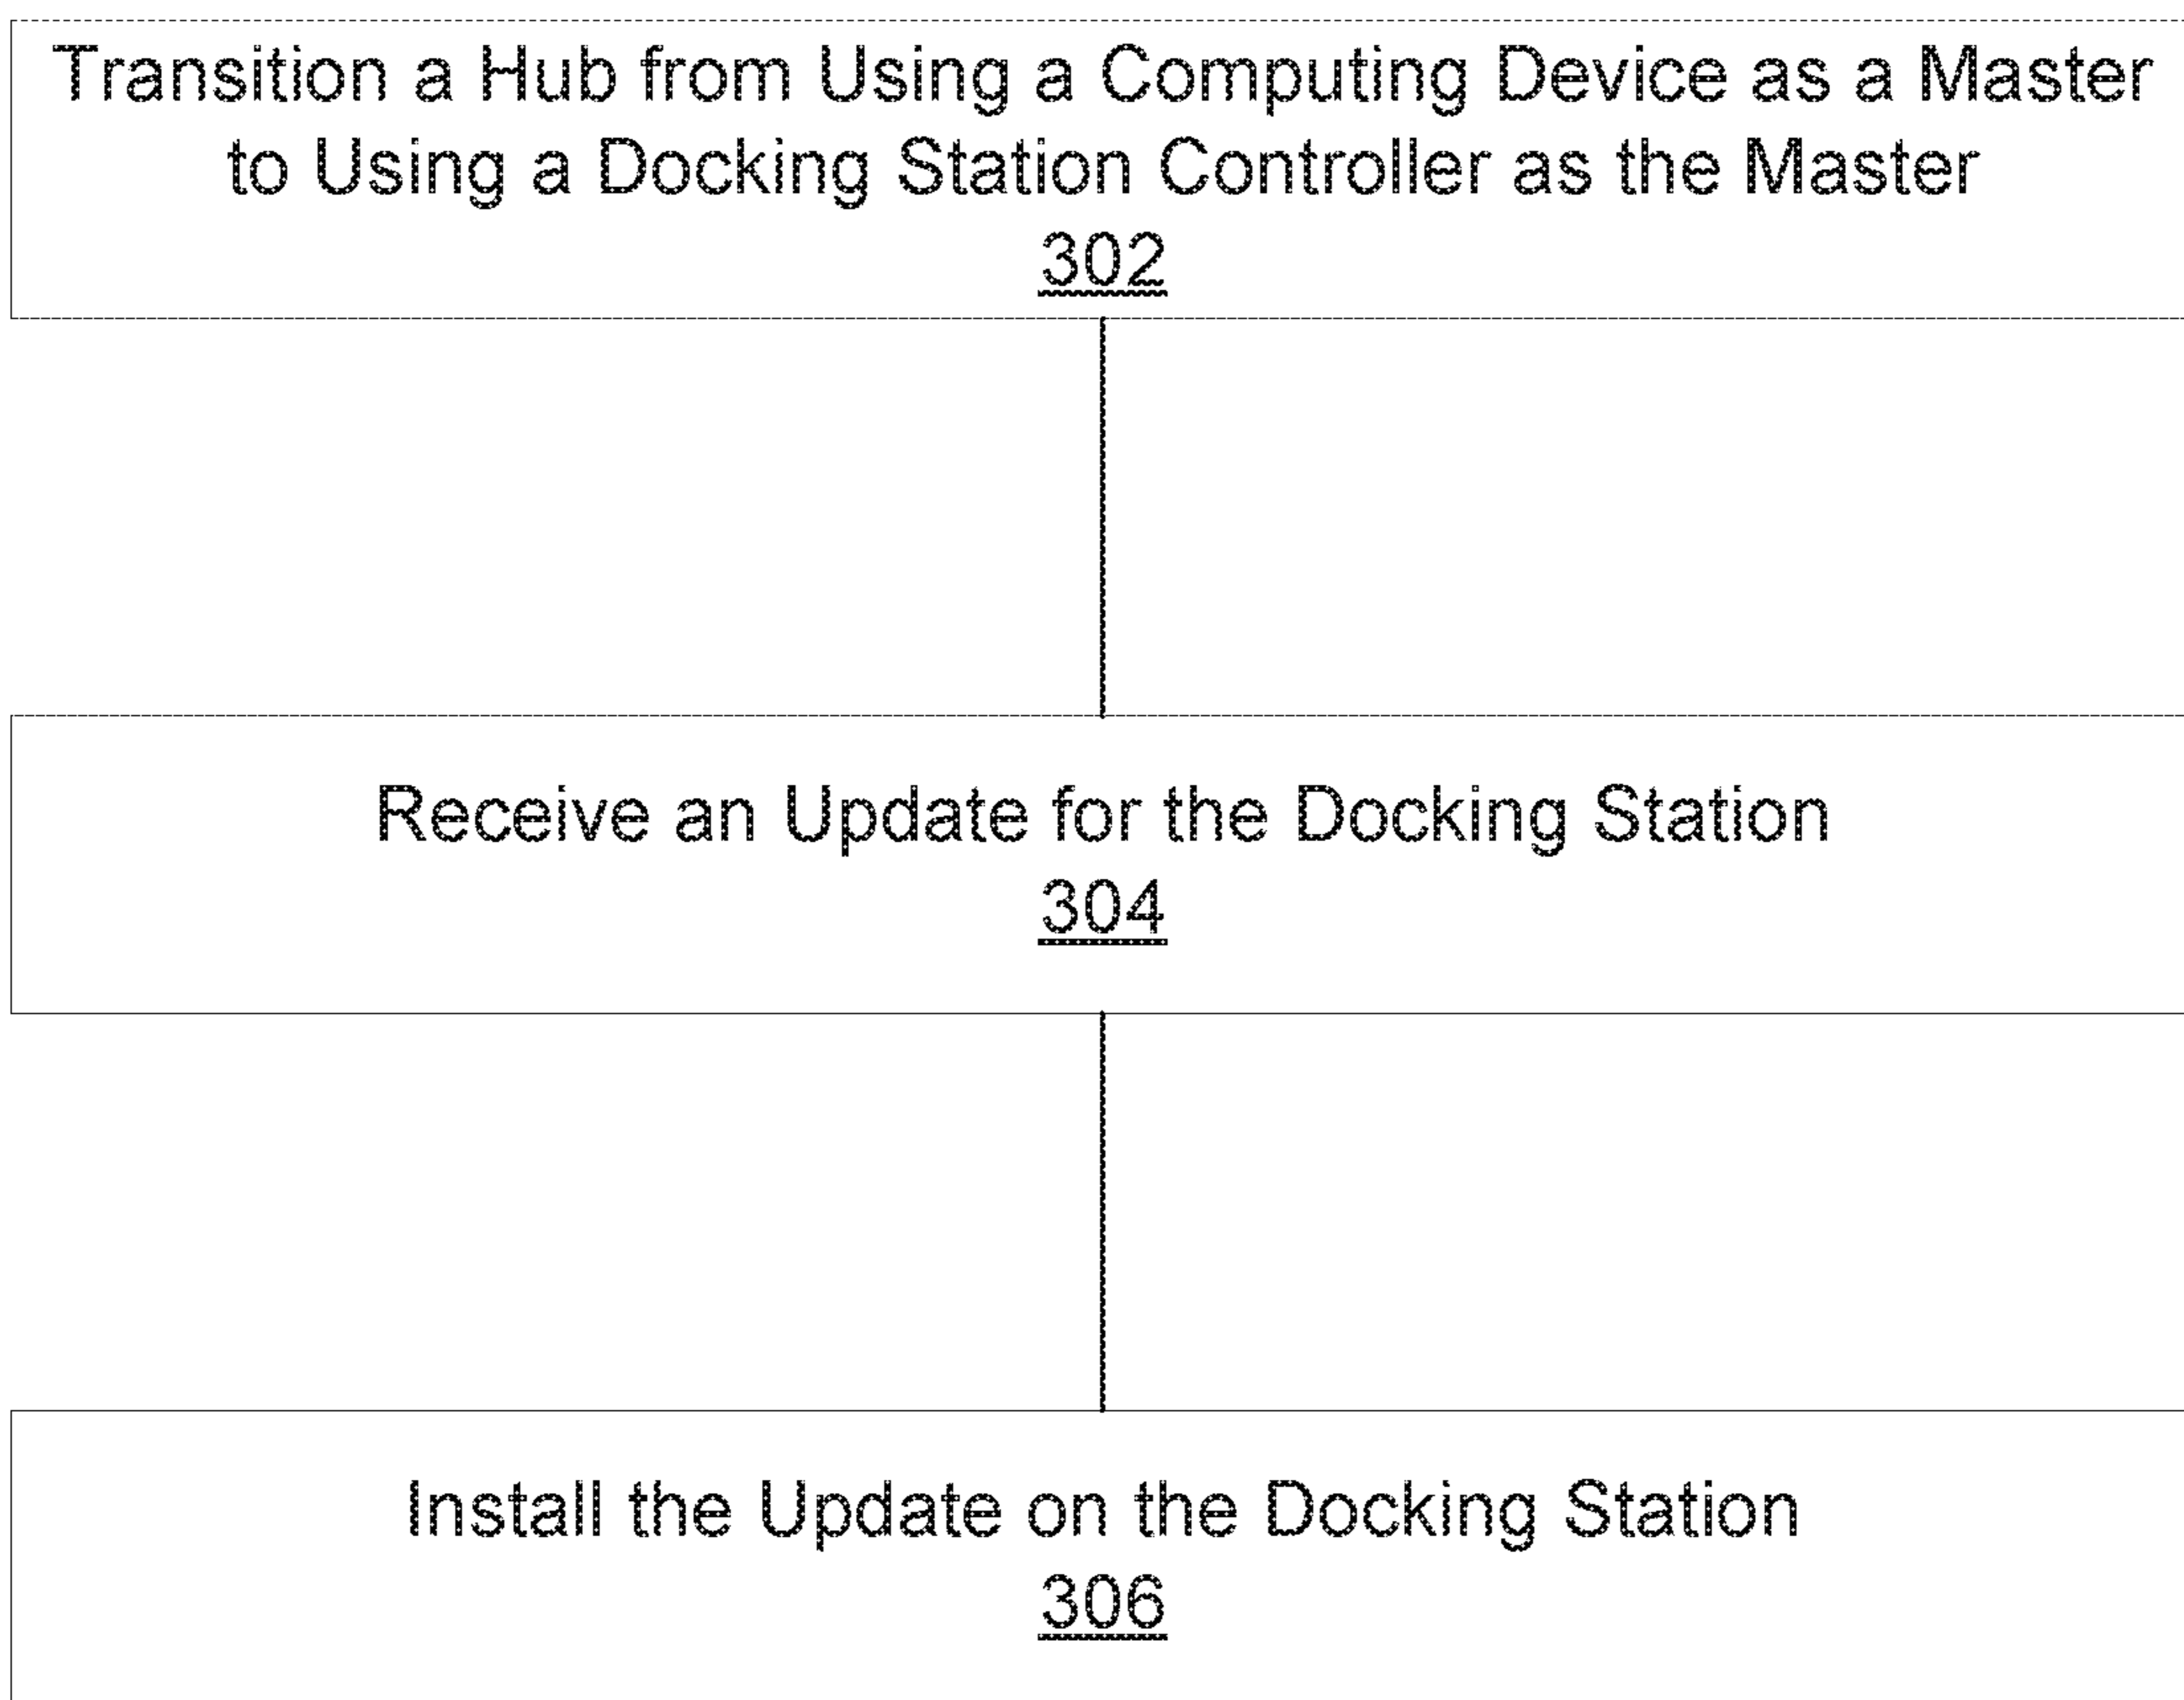 Transition a Hub from Using a Computing Device as a Master
to Using a Docking Station Controller as the Master
302
Receive an Update for the Docking Station
304
Install the Update on the Docking Station
306